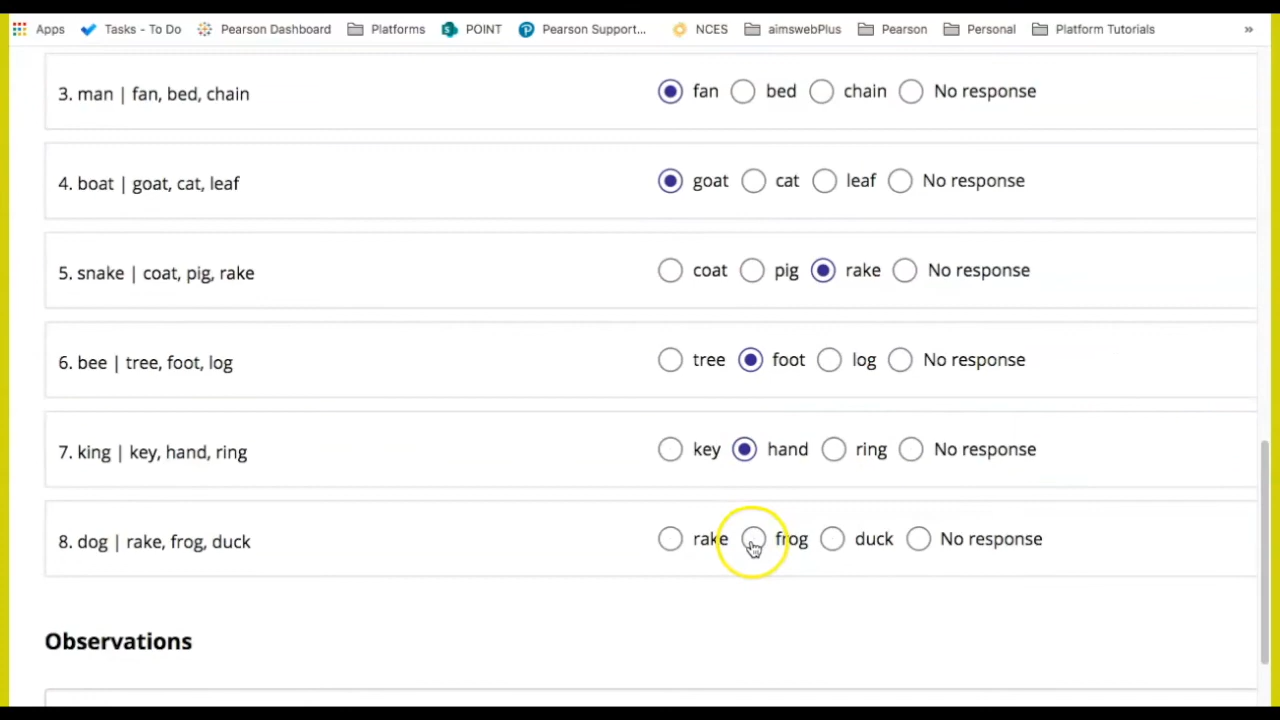 Apps Tasks - To Do Pearson Dashboard Platforms POINT Pearson Support... NCES aimswebPlus Pearson Personal Platform Tutorials »
3. man | fan, bed, chain fan bed chain No response
4. boat | goat, cat, leaf goat cat leaf No response
5. snake | coat, pig, rake coat pig rake No response
6. bee | tree, foot, log tree foot log No response
7. king | key, hand, ring key hand ring No response
8. dog | rake, frog, duck rake frog duck No response
Observations